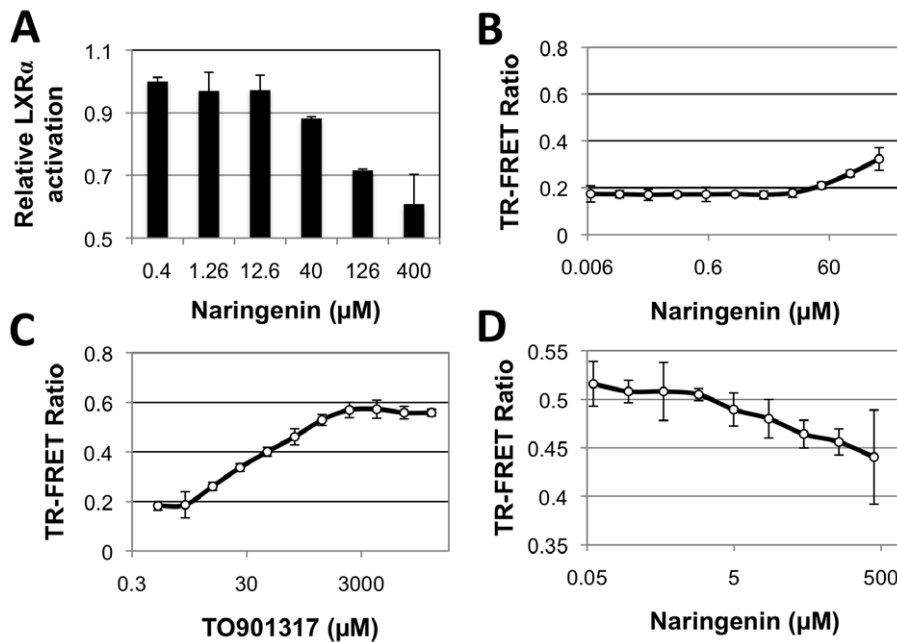 A
Relative LXRα
activation
1.1
0.9
0.7
0.5
0.4 1.26 12.6 40 126 400
Naringenin (µM)
B
TR-FRET Ratio
0.8
0.6
0.4
0.2
0
0.006 0.6 60
Naringenin (µM)
C
TR-FRET Ratio
0.8
0.6
0.4
0.2
0
0.3 30 3000
TO901317 (µM)
D
TR-FRET Ratio
0.55
0.5
0.45
0.4
0.35
0.05 5 500
Naringenin (µM)